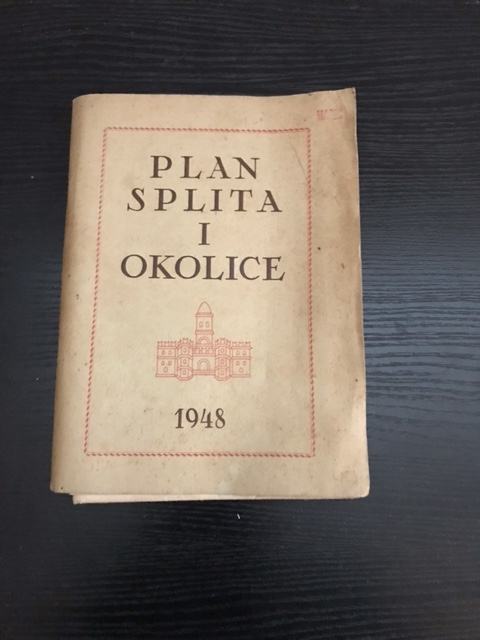 PLAN
SPLITA
I
OKOLICE
1948